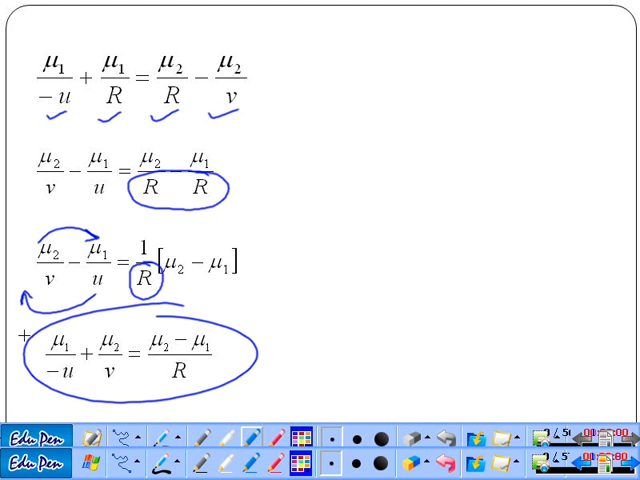 μ₁/−u + μ₁/R = μ₂/R − μ₂/v
μ₂/v − μ₁/u = μ₂/R − μ₁/R
μ₂/v − μ₁/u = 1/R [μ₂ − μ₁]
+
μ₁/−u + μ₂/v = μ₂ − μ₁/R
Edu Pen
Edu Pen